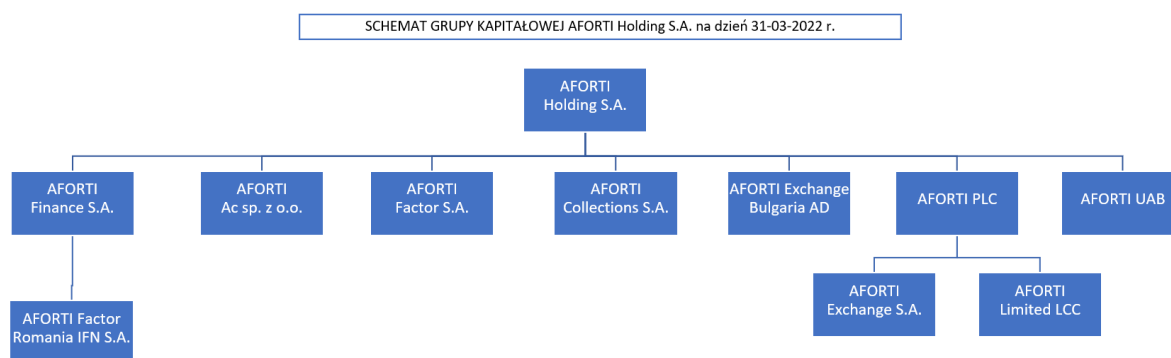 SCHEMAT GRUPY KAPITAŁOWEJ AFORTI Holding S.A. na dzień 31-03-2022 r.
AFORTI
Holding S.A.
AFORTI
Finance S.A.
AFORTI
Ac sp. z o.o.
AFORTI
Factor S.A.
AFORTI
Collections S.A.
AFORTI Exchange
Bulgaria AD
AFORTI PLC
AFORTI UAB
AFORTI Factor
Romania IFN S.A.
AFORTI
Exchange S.A.
AFORTI
Limited LCC